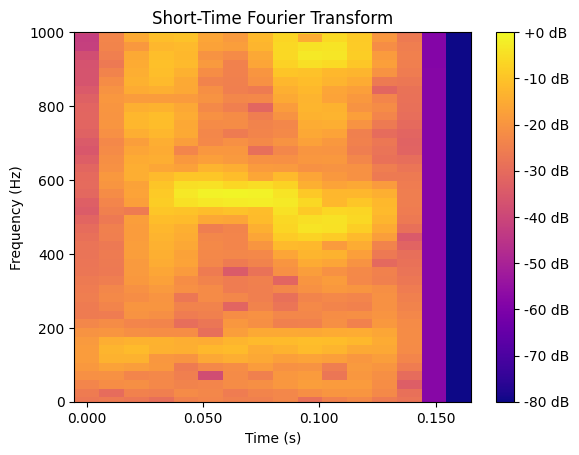 Short-Time Fourier Transform
Frequency (Hz)
1000
800
600
400
200
0
0.000
0.050
0.100
0.150
Time (s)
+0 dB
-10 dB
-20 dB
-30 dB
-40 dB
-50 dB
-60 dB
-70 dB
-80 dB